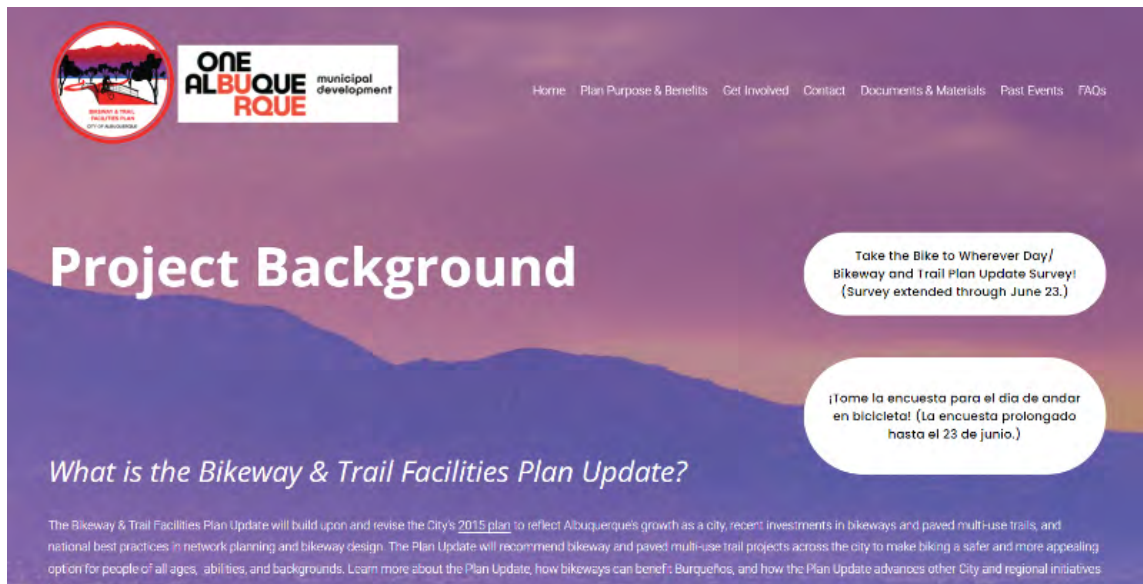 BIKEWAY & TRAIL
FACILITIES PLAN
CITY OF ALBUQUERQUE
ONE
ALBUQUE
RQUE
municipal
development
Home Plan Purpose & Benefits Get Involved Contact Documents & Materials Past Events FAQs
Project Background
Take the Bike to Wherever Day/
Bikeway and Trail Plan Update Survey!
(Survey extended through June 23.)
¡Tome la encuesta para el día de andar
en bicicleta! (La encuesta prolongado
hasta el 23 de junio.)
What is the Bikeway & Trail Facilities Plan Update?
The Bikeway & Trail Facilities Plan Update will build upon and revise the City's 2015 plan to reflect Albuquerque's growth as a city, recent investments in bikeways and paved multi-use trails, and
national best practices in network planning and bikeway design. The Plan Update will recommend bikeway and paved multi-use trail projects across the city to make biking a safer and more appealing
option for people of all ages, abilities, and backgrounds. Learn more about the Plan Update, how bikeways can benefit Burqueños, and how the Plan Update advances other City and regional initiatives